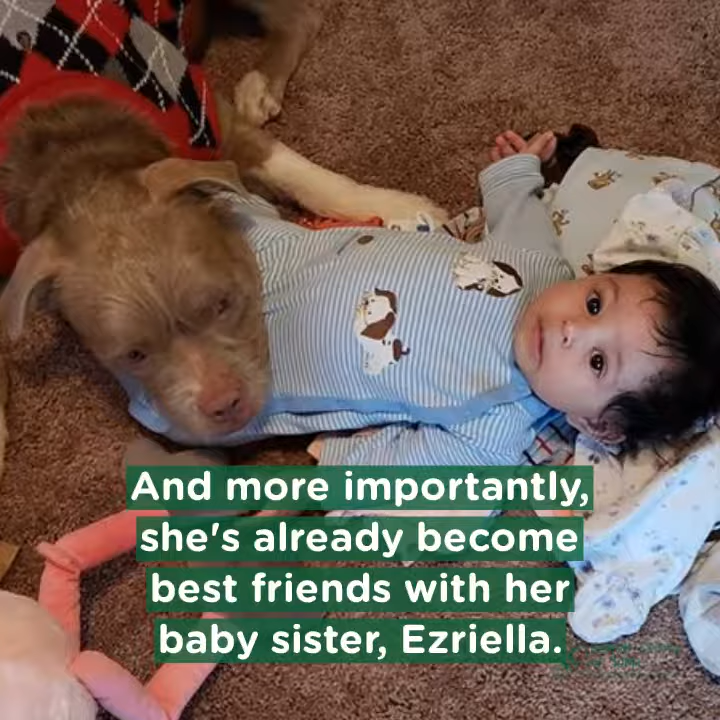 And more importantly,
she's already become
best friends with her
baby sister, Ezriella.